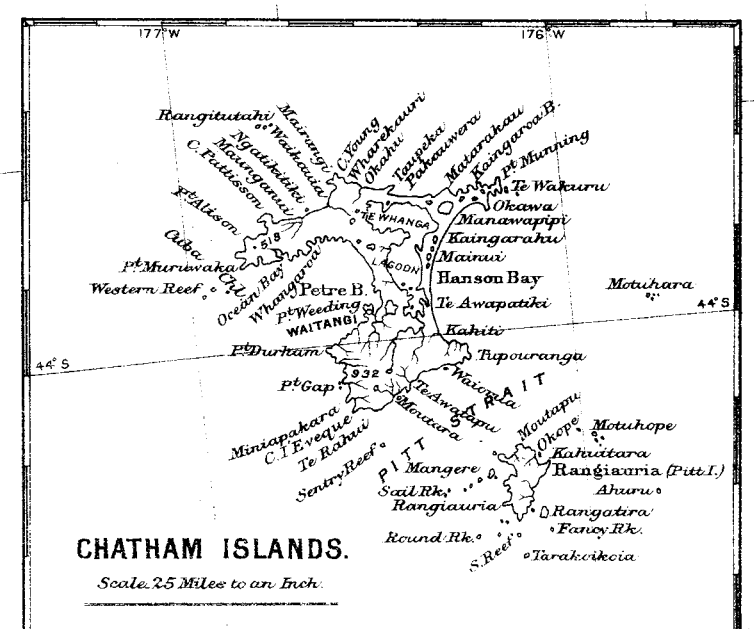 177° W
176° W
Rangitutahi
Waikauia
Mairangi
C. Young
Wharekauri
Okahu
Taupeka
Pakauwera
Matarakau
Kaingaroa B.
Pt Munning
Te Wakuru
Okawa
Manawapipi
Kaingarahu
Mainui
Hanson Bay
Te Awapatiki
Kahiti
Tupouranga
Waiorua
Te Awatapu
Moutara
Ngatikitiki
Maunganui
C. Pattisson
Pt Alison
518
TE WHANGA
LAGOON
Cuba
Chl
Pt Muruwaka
Western Reef
Ocean Bay
Whangaroa
Petre B.
Pt Weeding
WAITANGI
Motuhara
44° S
44° S
Pt Durham
932
Pt Gap
Miniapakara
C. I Eveque
Te Rahui
Sentry Reef
PITT STRAIT
Moutapu
Okope
Motuhope
Kahuitara
Rangiauria (Pitt I.)
Mangere
Sail Rk.
Rangiauria
Ahuru
Rangatira
Round Rk.
Fancy Rk.
S. Reef
Tarakoikoia
CHATHAM ISLANDS.
Scale 25 Miles to an Inch.